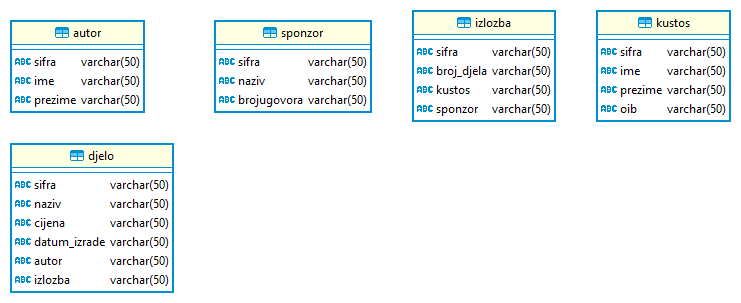 autor
ABC sifra varchar(50)
ABC ime varchar(50)
ABC prezime varchar(50)
sponzor
ABC sifra varchar(50)
ABC naziv varchar(50)
ABC brojugovora varchar(50)
izlozba
ABC sifra varchar(50)
ABC broj_djela varchar(50)
ABC kustos varchar(50)
ABC sponzor varchar(50)
kustos
ABC sifra varchar(50)
ABC ime varchar(50)
ABC prezime varchar(50)
ABC oib varchar(50)
djelo
ABC sifra varchar(50)
ABC naziv varchar(50)
ABC cijena varchar(50)
ABC datum_izrade varchar(50)
ABC autor varchar(50)
ABC izlozba varchar(50)